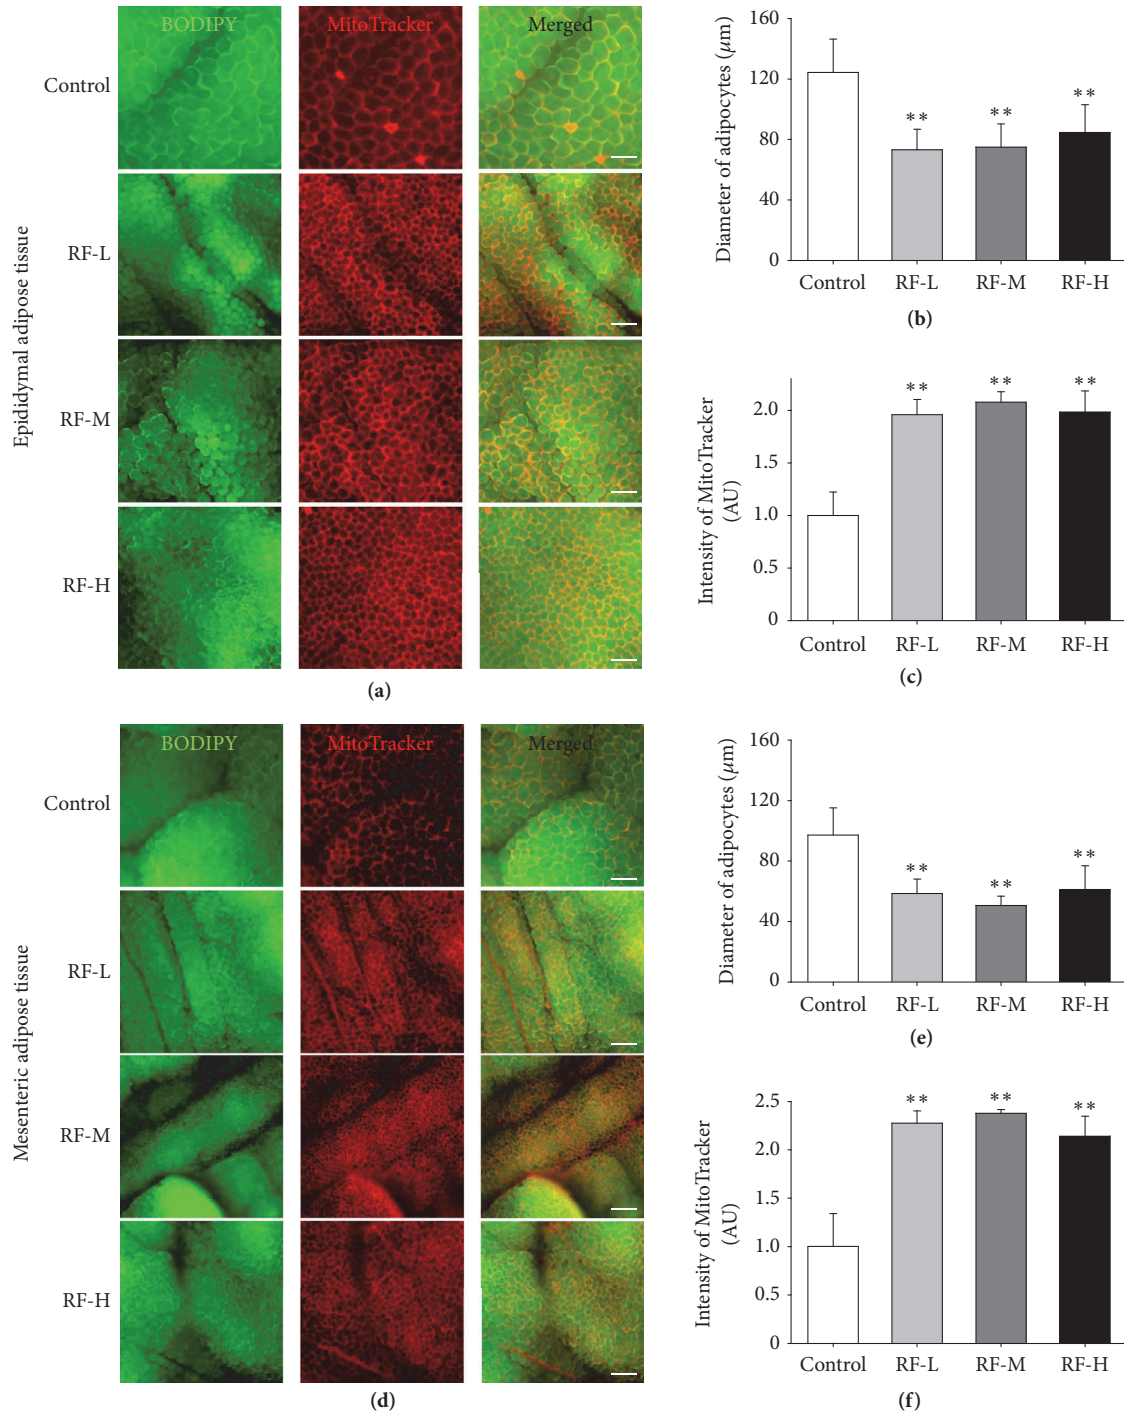 BODIPY
MitoTracker
Merged
Control
RF-L
RF-M
RF-H
Epididymal adipose tissue
(a)
160
120
80
40
0
Diameter of adipocytes (μm)
**
**
**
Control
RF-L
RF-M
RF-H
(b)
2.0
1.5
1.0
0.5
0
Intensity of MitoTracker
(AU)
**
**
**
Control
RF-L
RF-M
RF-H
(c)
BODIPY
MitoTracker
Merged
Control
RF-L
RF-M
RF-H
Mesenteric adipose tissue
(d)
160
120
80
40
0
Diameter of adipocytes (μm)
**
**
**
Control
RF-L
RF-M
RF-H
(e)
2.5
2.0
1.5
1.0
0.5
0
Intensity of MitoTracker
(AU)
**
**
**
Control
RF-L
RF-M
RF-H
(f)